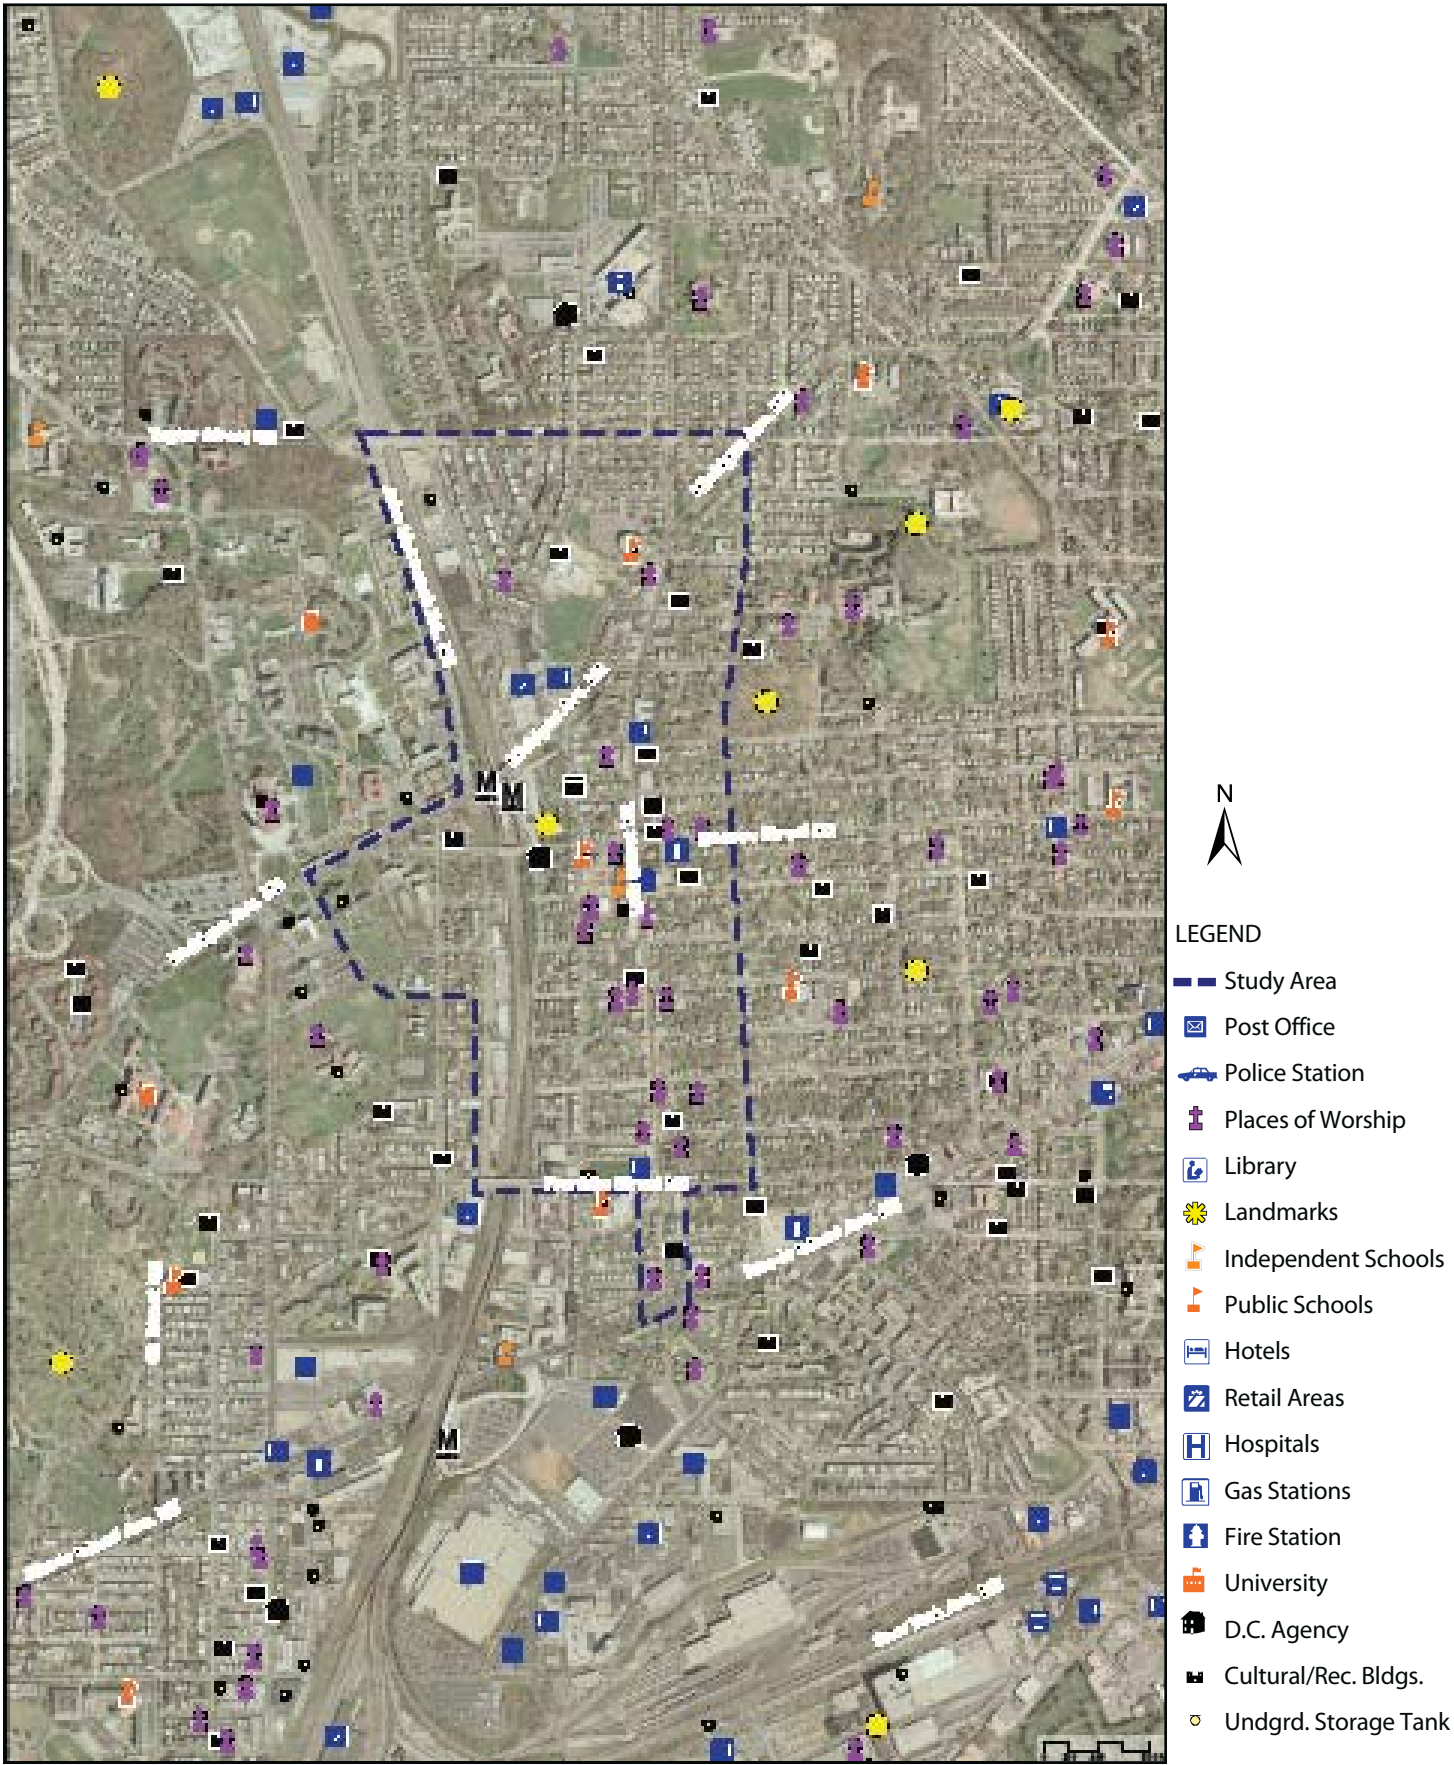 M
M
M
N
LEGEND
Study Area
Post Office
Police Station
Places of Worship
Library
Landmarks
Independent Schools
Public Schools
Hotels
Retail Areas
H Hospitals
Gas Stations
Fire Station
University
D.C. Agency
Cultural/Rec. Bldgs.
Undgrd. Storage Tank